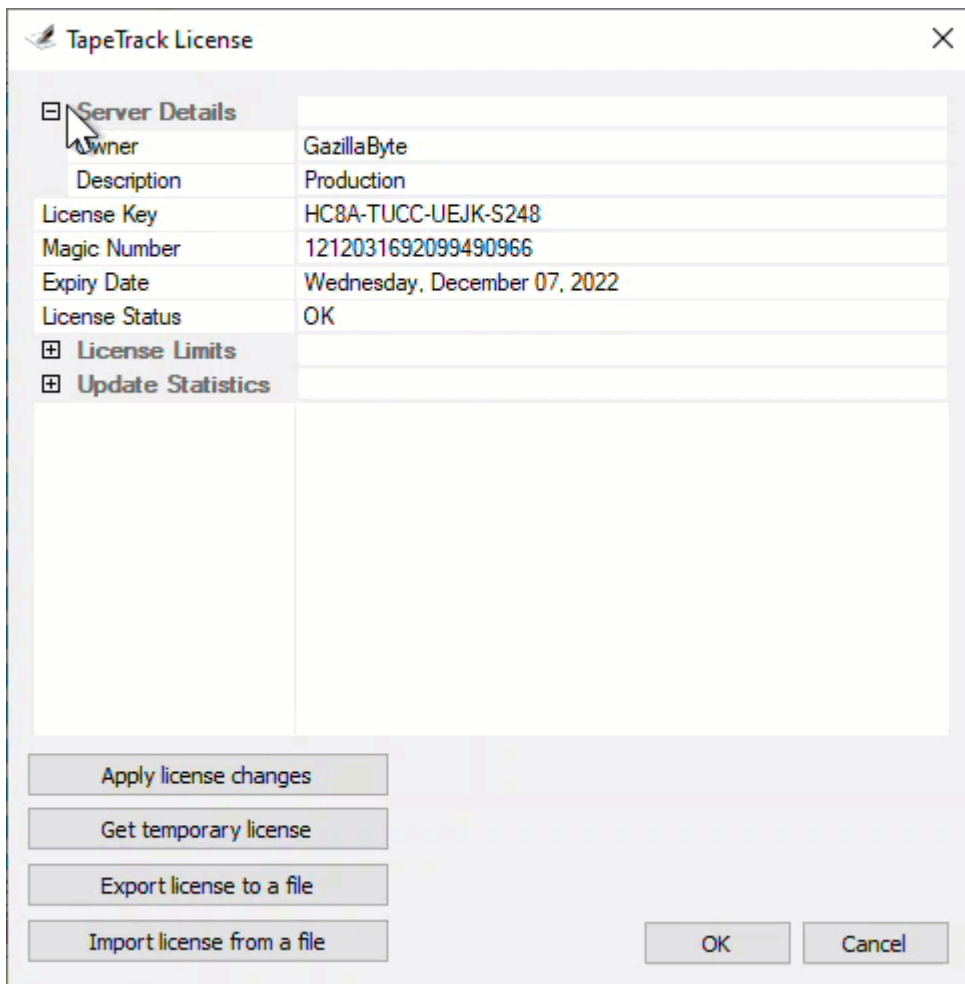 TapeTrack License
Server Details
Owner GazillaByte
Description Production
License Key HC8A-TUCC-UEJK-S248
Magic Number 1212031692099490966
Expiry Date Wednesday, December 07, 2022
License Status OK
License Limits
Update Statistics
Apply license changes
Get temporary license
Export license to a file
Import license from a file
OK Cancel